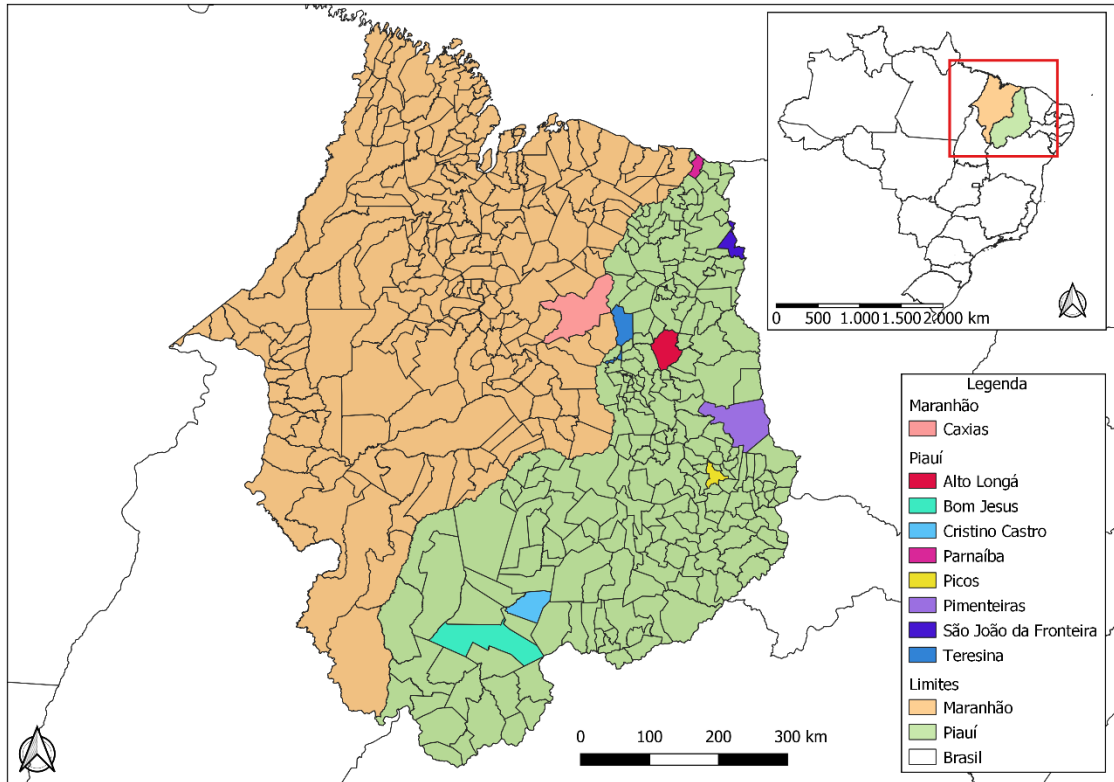 0 500 1.000 1.500 2.000 km
Legenda
Maranhão
Caxias
Piauí
Alto Longá
Bom Jesus
Cristino Castro
Parnaíba
Picos
Pimenteiras
São João da Fronteira
Teresina
Limites
Maranhão
Piauí
Brasil
0 100 200 300 km